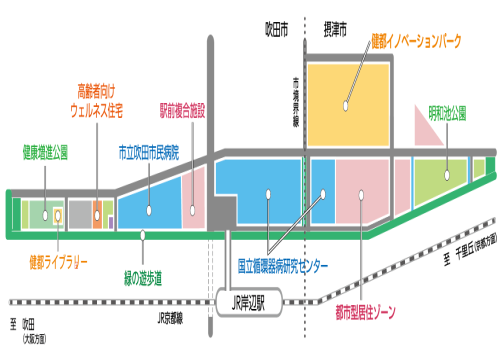 吹田市
摂津市
健都イノベーションパーク
市境界線
高齢者向け
ウェルネス住宅
駅前複合施設
明和池公園
健康増進公園
市立吹田市民病院
健都ライブラリー
緑の遊歩道
国立循環器病研究センター
都市型居住ゾーン
至 千里丘(京都方面)
JR岸辺駅
JR京都線
至 吹田
(大阪方面)